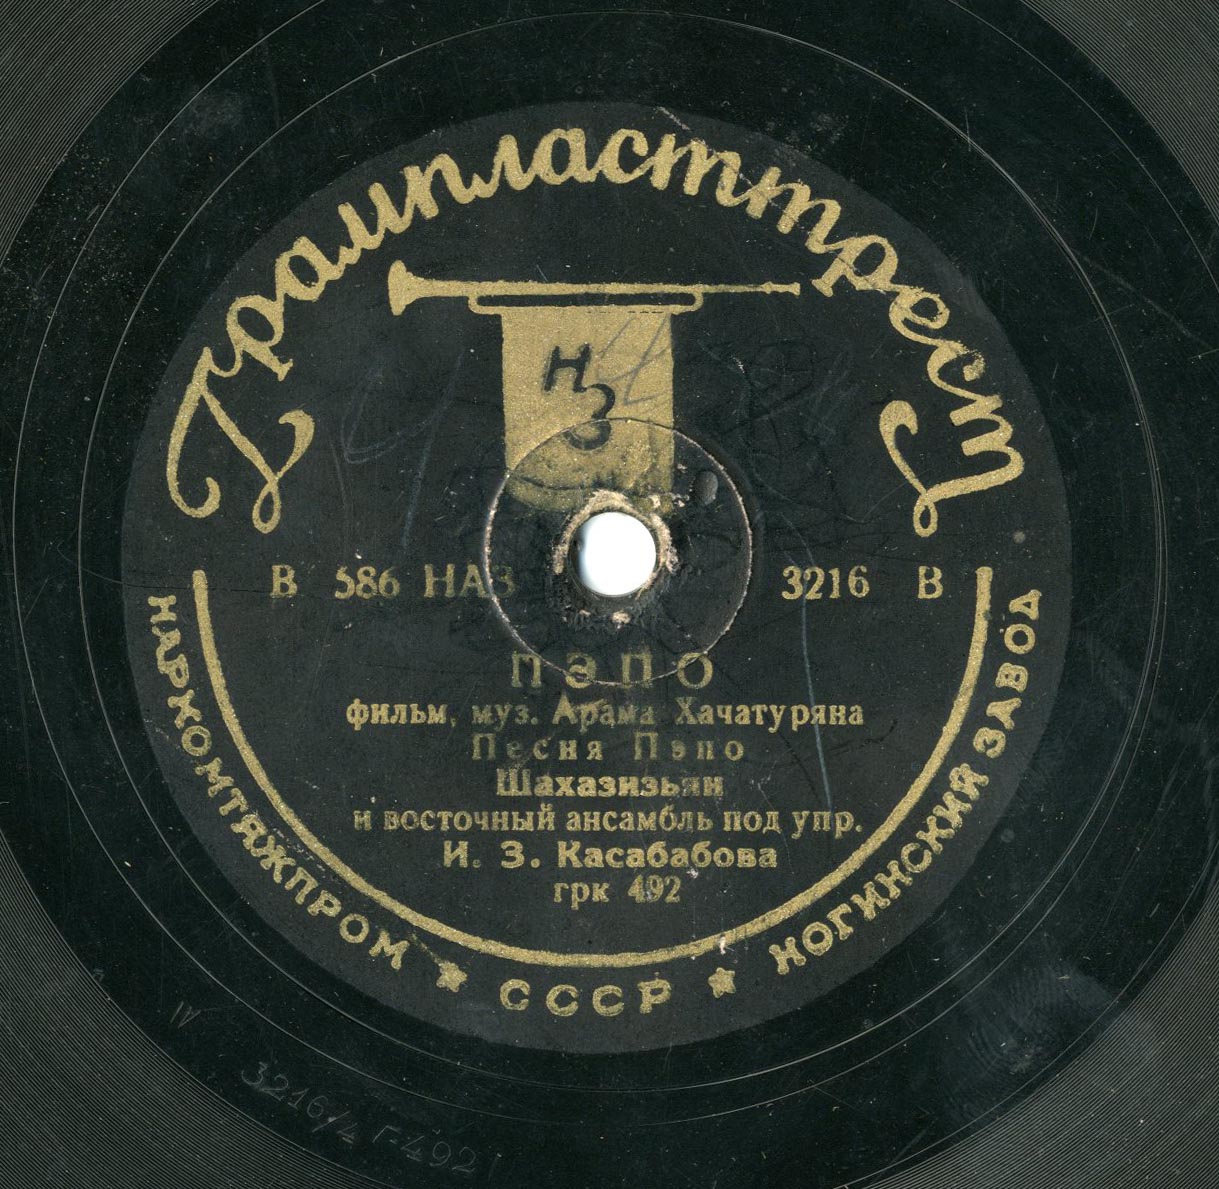 Грампласттрест
НЗ
В 586 НАЗ 3216 В
ПЭПО
фильм, муз. Арама Хачатуряна
Песня Пэпо
Шахазизьян
и восточный ансамбль под упр.
И. З. Касабабова
грк 492
НАРКОМТЯЖПРОМ ★ СССР ★ НОГИНСКИЙ ЗАВОД
3216/4 г-492